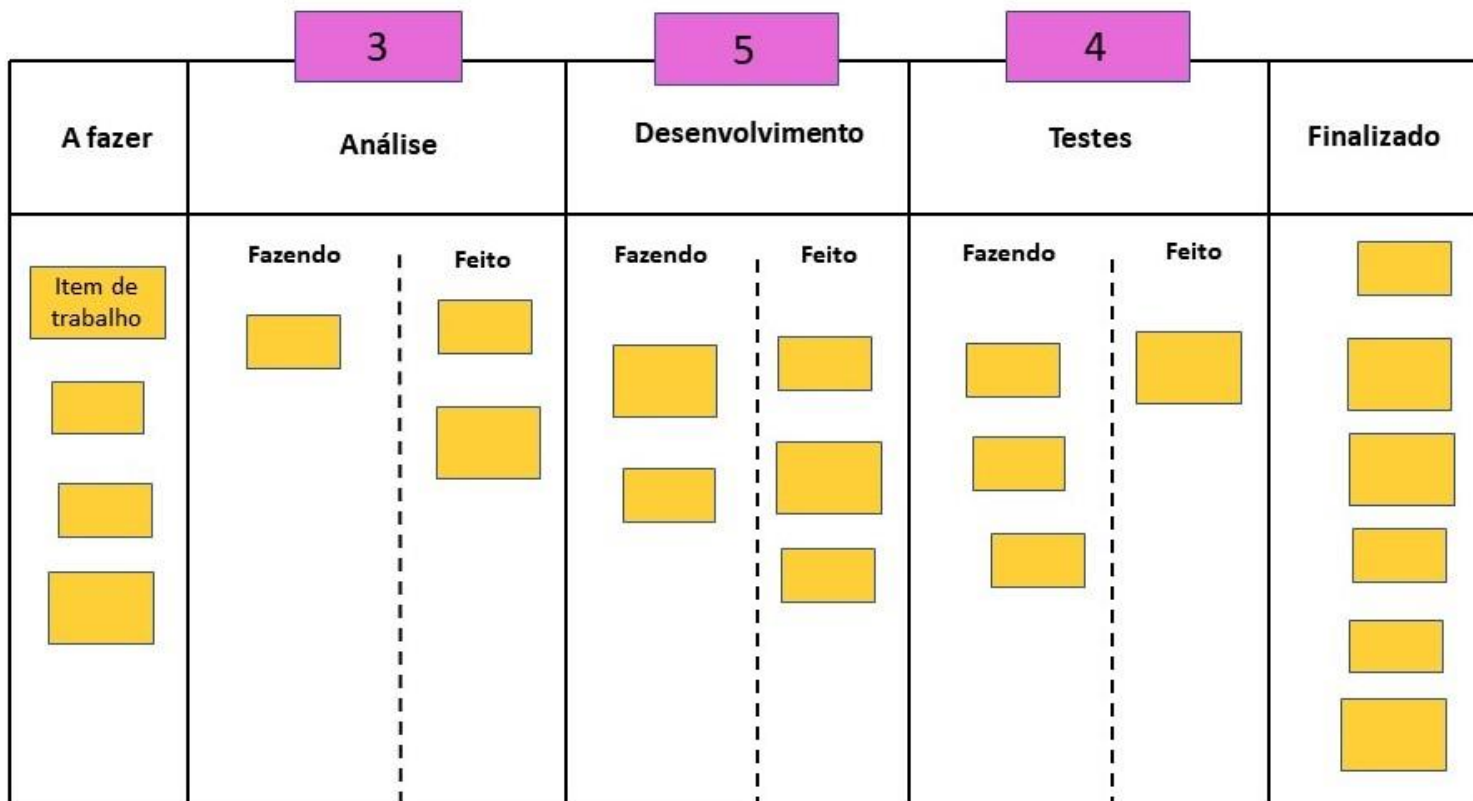 3
5
4
A fazer
Análise
Desenvolvimento
Testes
Finalizado
Fazendo
Feito
Fazendo
Feito
Fazendo
Feito
Item de
trabalho